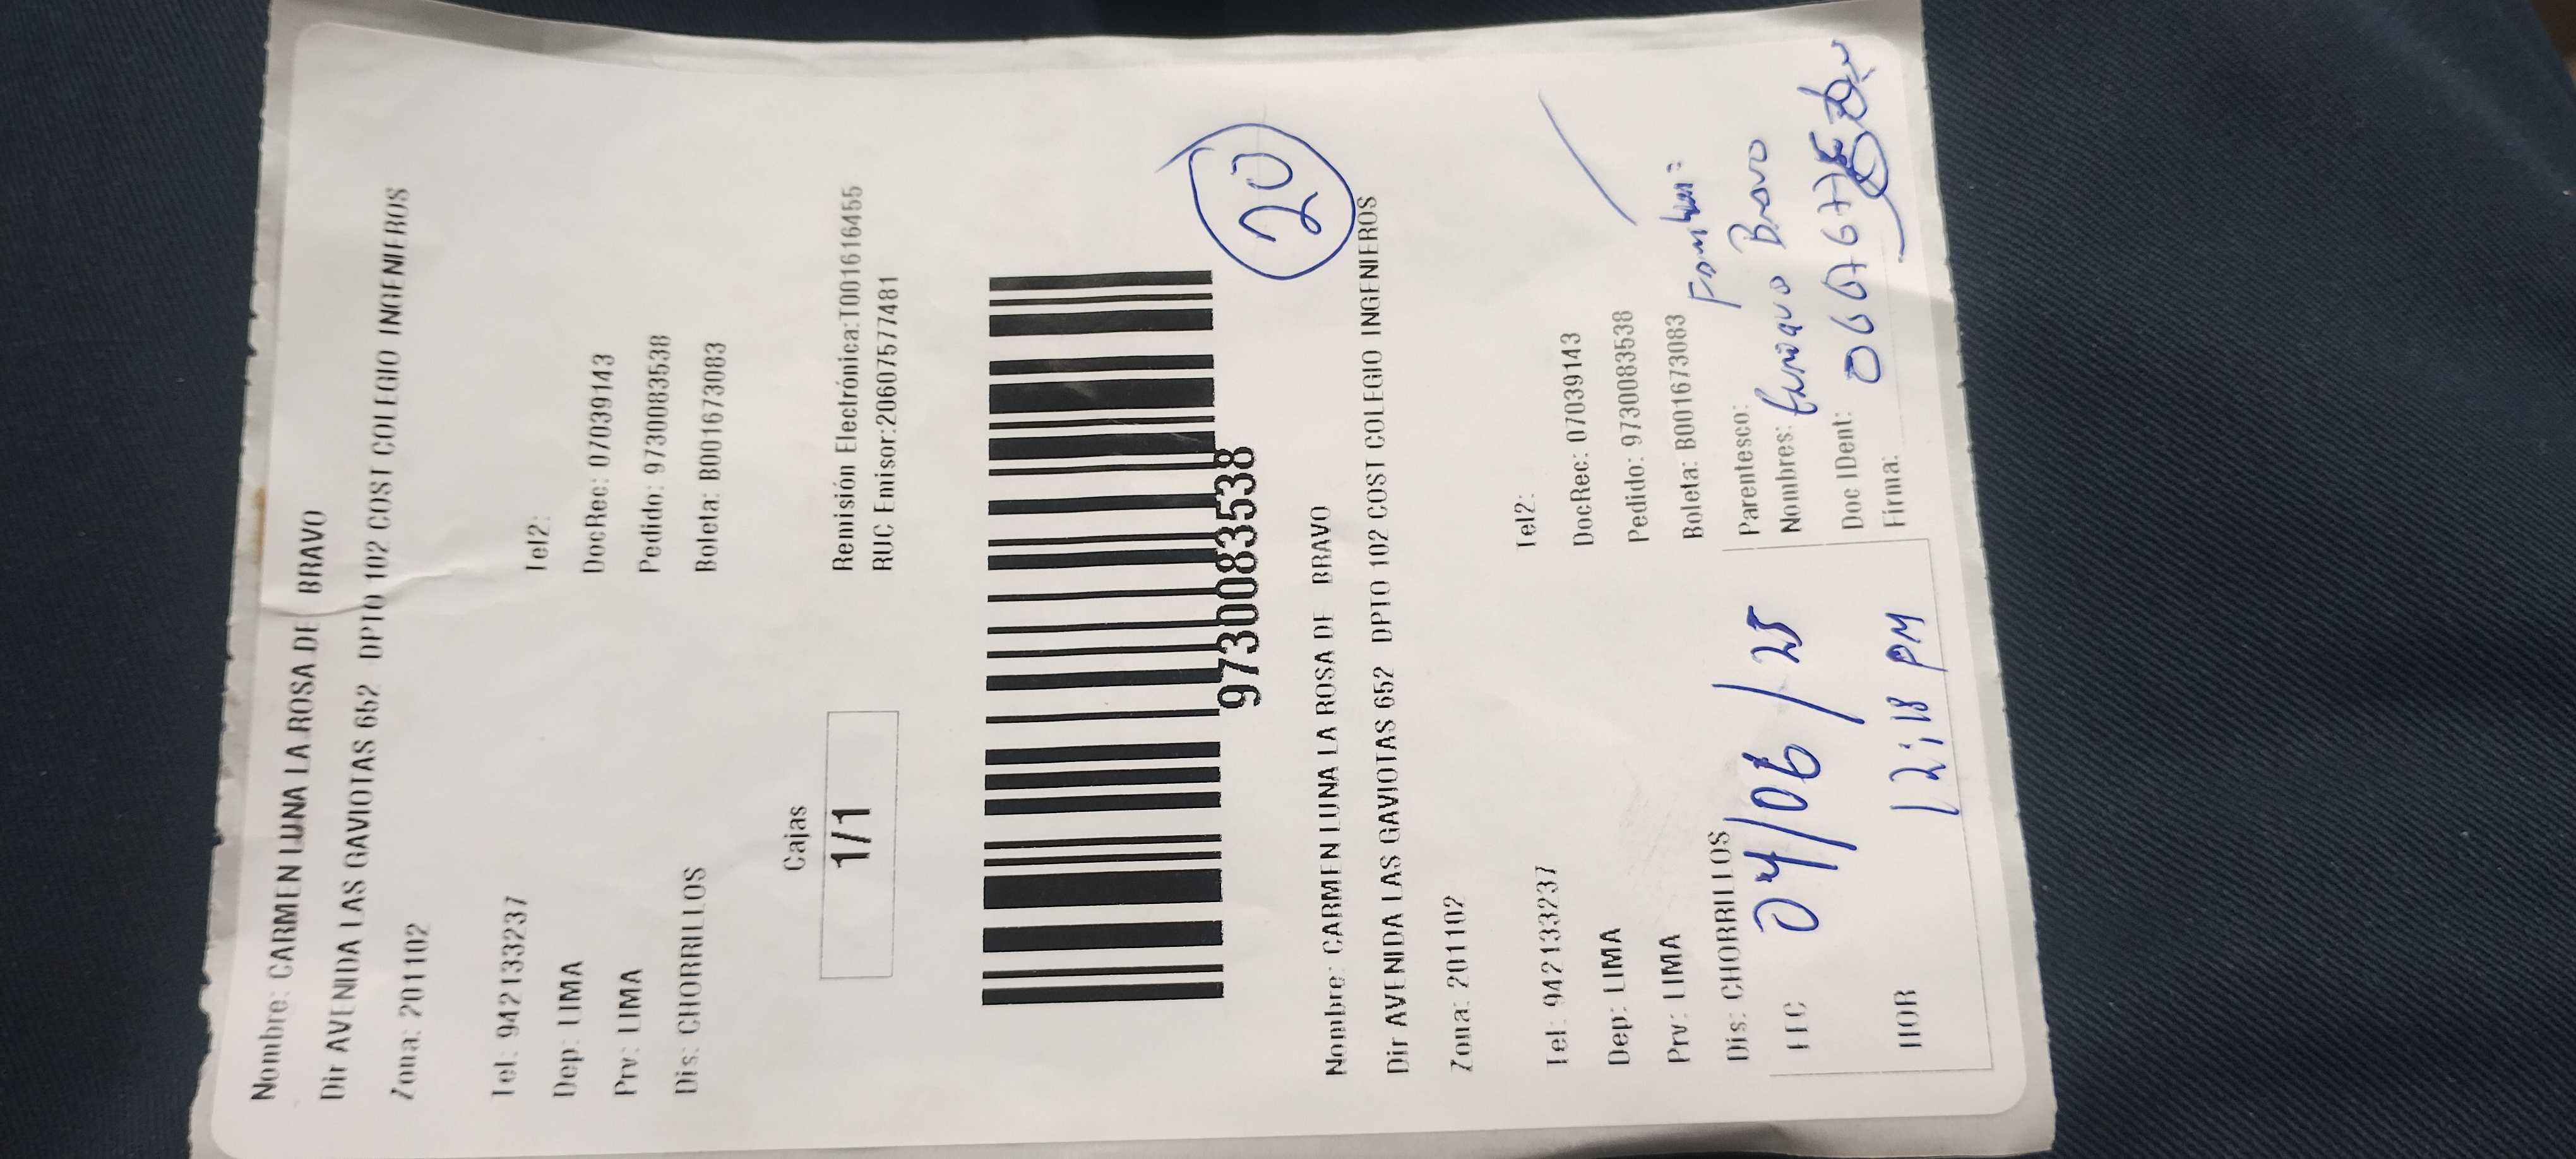 Nombre: CARMEN LUNA LA ROSA DE BRAVO
Dir AVENIDA LAS GAVIOTAS 652 DPTO 102 COST COLEGIO INGENIEROS
Zona: 201102
Tel: 942133237 Tel2:
Dep: LIMA DocRec: 07039143
Prv: LIMA Pedido: 9730083538
Dis: CHORRILLOS Boleta: B001673083
Cajas
1/1
Remisión Electrónica:T001616455
RUC Emisor:20607577481
9730083538
20
Nombre: CARMEN LUNA LA ROSA DE BRAVO
Dir AVENIDA LAS GAVIOTAS 652 DPTO 102 COST COLEGIO INGENIEROS
Zona: 201102
Tel: 942133237 Tel2:
Dep: LIMA DocRec: 07039143
Prv: LIMA Pedido: 9730083538
Dis: CHORRILLOS Boleta: B001673083
FEC 04/06/25 Parentesco:
Nombres: Bravo
HOR 12:18 PM Doc IDent:
Firma: